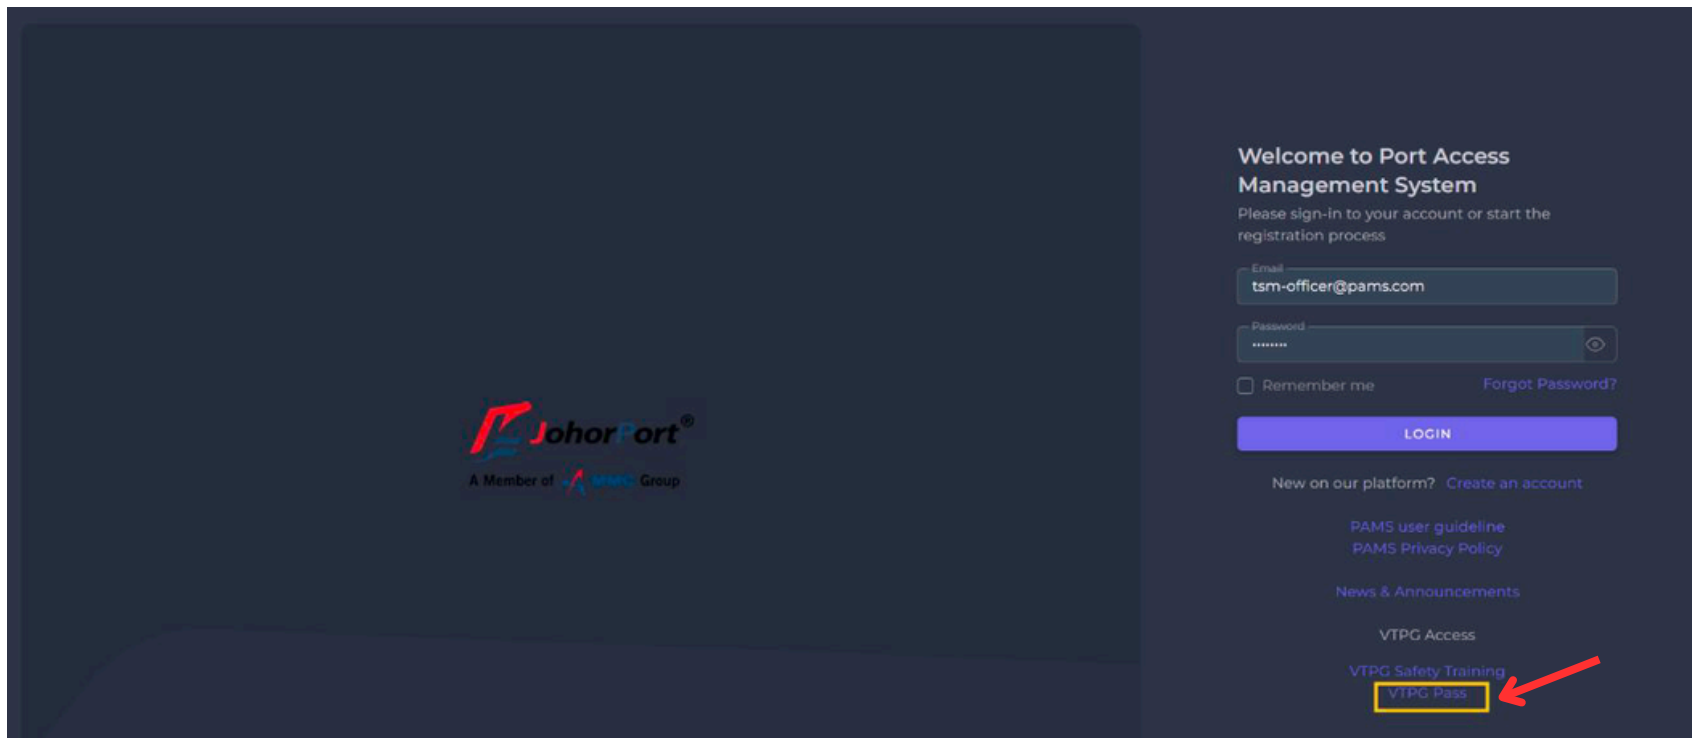 Welcome to Port Access
Management System
Please sign-in to your account or start the
registration process
Email
tsm-officer@pams.com
Password
········
Remember me
Forgot Password?
LOGIN
New on our platform? Create an account
PAMS user guideline
PAMS Privacy Policy
News & Announcements
VTPG Access
VTPG Safety Training
VTPG Pass
JohorPort®
A Member of MMC Group